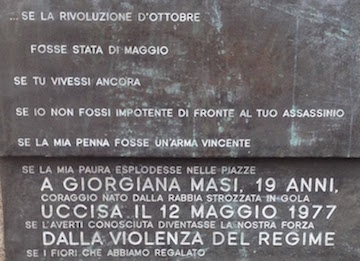 ... SE LA RIVOLUZIONE D'OTTOBRE
FOSSE STATA DI MAGGIO
SE TU VIVESSI ANCORA
SE IO NON FOSSI IMPOTENTE DI FRONTE AL TUO ASSASSINIO
SE LA MIA PENNA FOSSE UN'ARMA VINCENTE
SE LA MIA PAURA ESPLODESSE NELLE PIAZZE
A GIORGIANA MASI, 19 ANNI,
CORAGGIO NATO DALLA RABBIA STROZZATA IN GOLA
UCCISA IL 12 MAGGIO 1977
SE L'AVERTI CONOSCIUTA DIVENTASSE LA NOSTRA FORZA
DALLA VIOLENZA DEL REGIME
SE I FIORI CHE ABBIAMO REGALATO